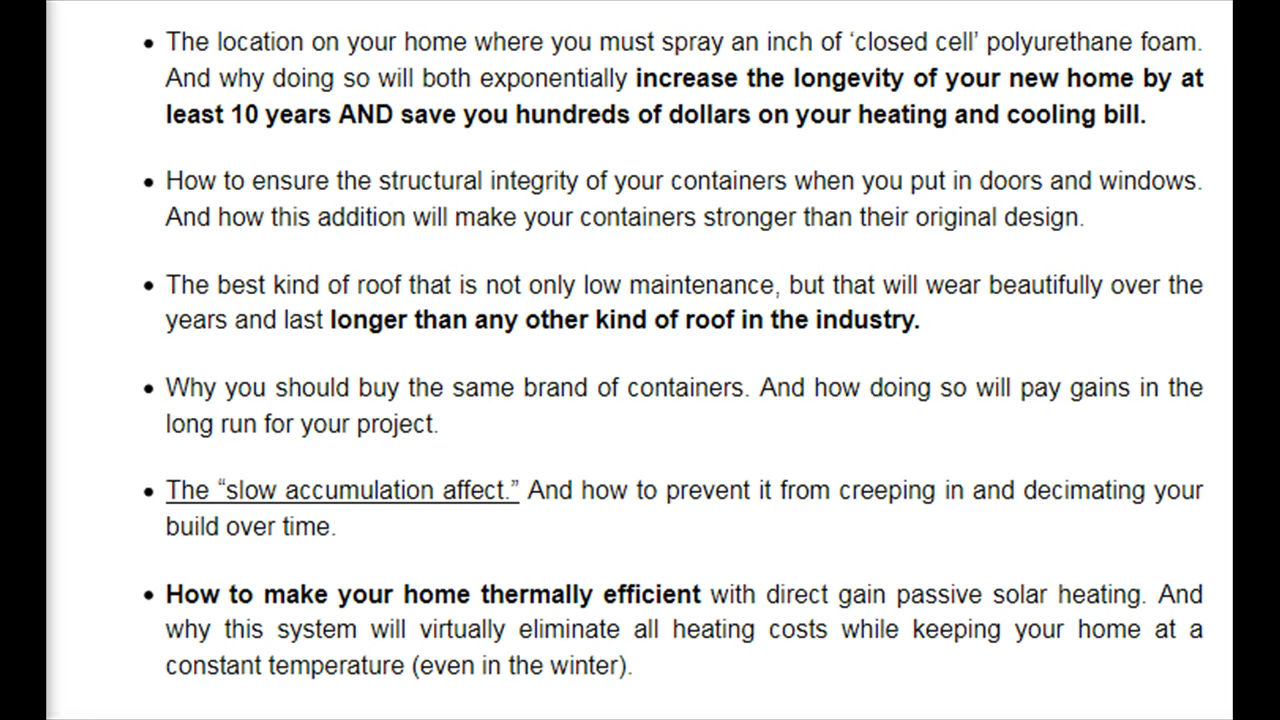 • The location on your home where you must spray an inch of ‘closed cell’ polyurethane foam.
And why doing so will both exponentially increase the longevity of your new home by at
least 10 years AND save you hundreds of dollars on your heating and cooling bill.
• How to ensure the structural integrity of your containers when you put in doors and windows.
And how this addition will make your containers stronger than their original design.
• The best kind of roof that is not only low maintenance, but that will wear beautifully over the
years and last longer than any other kind of roof in the industry.
• Why you should buy the same brand of containers. And how doing so will pay gains in the
long run for your project.
• The “slow accumulation affect.” And how to prevent it from creeping in and decimating your
build over time.
• How to make your home thermally efficient with direct gain passive solar heating. And
why this system will virtually eliminate all heating costs while keeping your home at a
constant temperature (even in the winter).